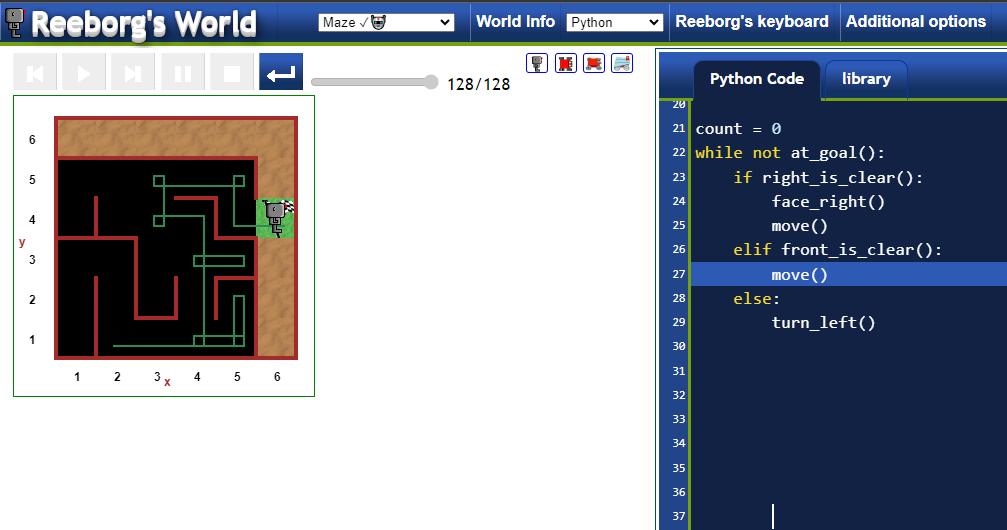 Reeborg's World
Maze ✓
World Info
Python
Reeborg's keyboard
Additional options
128/128
Python Code
library
6
5
4
y
3
2
1
1 2 3 x 4 5 6
20
21 count = 0
22 while not at_goal():
23     if right_is_clear():
24         face_right()
25         move()
26     elif front_is_clear():
27         move()
28     else:
29         turn_left()
30
31
32
33
34
35
36
37